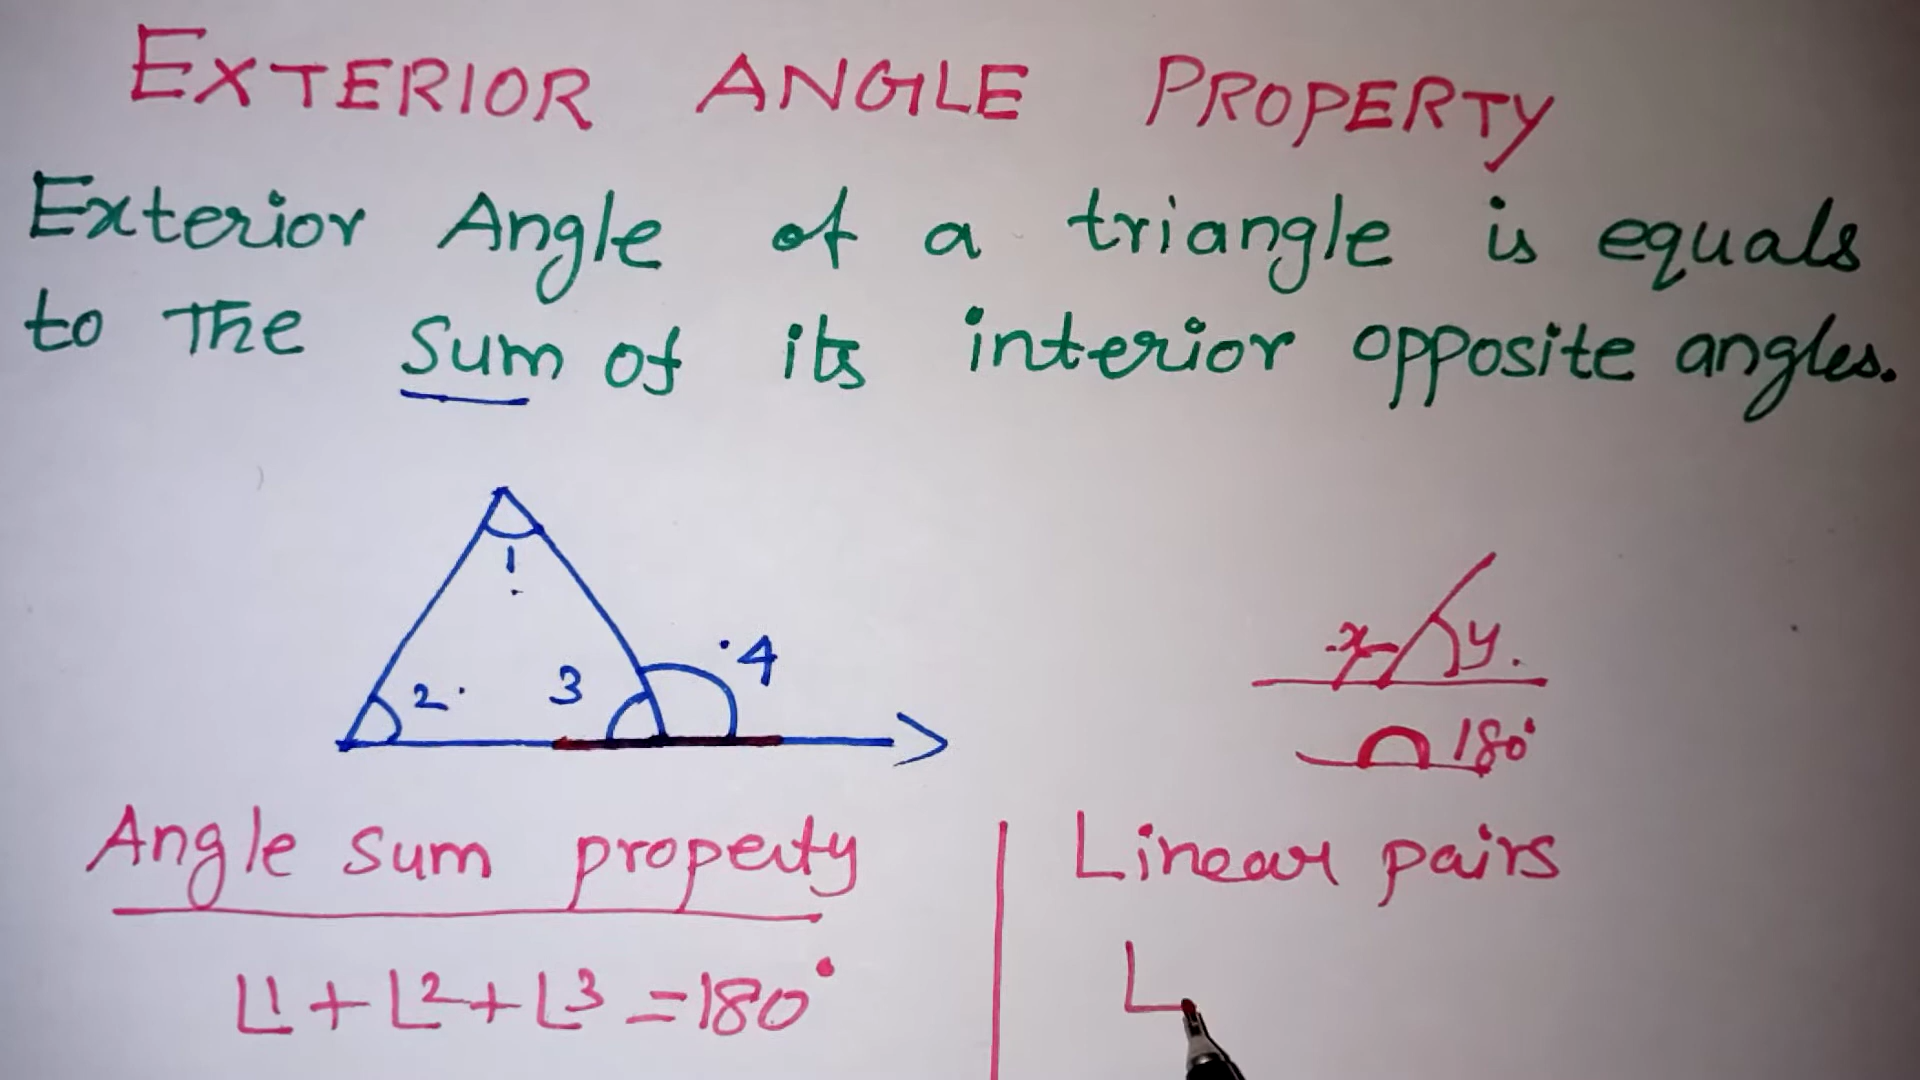 EXTERIOR ANGLE PROPERTY
Exterior Angle of a triangle is equals
to The sum of its interior opposite angles.
1
2
3
4
x y
180°
Angle sum property
∠1 + ∠2 + ∠3 = 180°
Linear pairs
∠